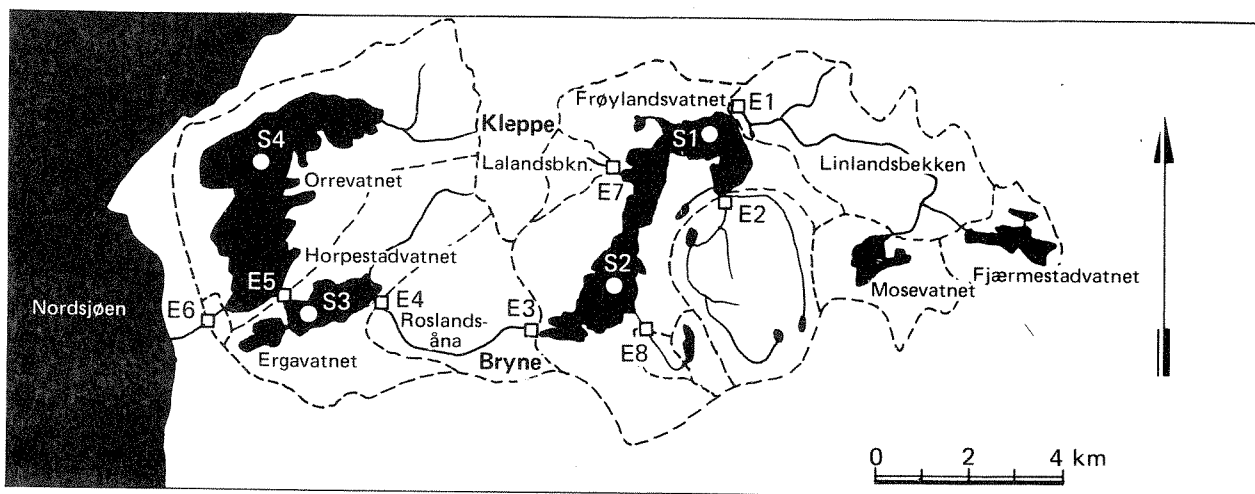 Frøylandsvatnet
E1
Kleppe
S1
S4
Lalandsbkn.
Linlandsbekken
Orrevatnet
E7
E2
Horpestadvatnet
Fjærmestadvatnet
S2
E5
Mosevatnet
Nordsjøen
E6
S3
E4
E3
Roslands-
åna
E8
Ergavatnet
Bryne
0 2 4 km